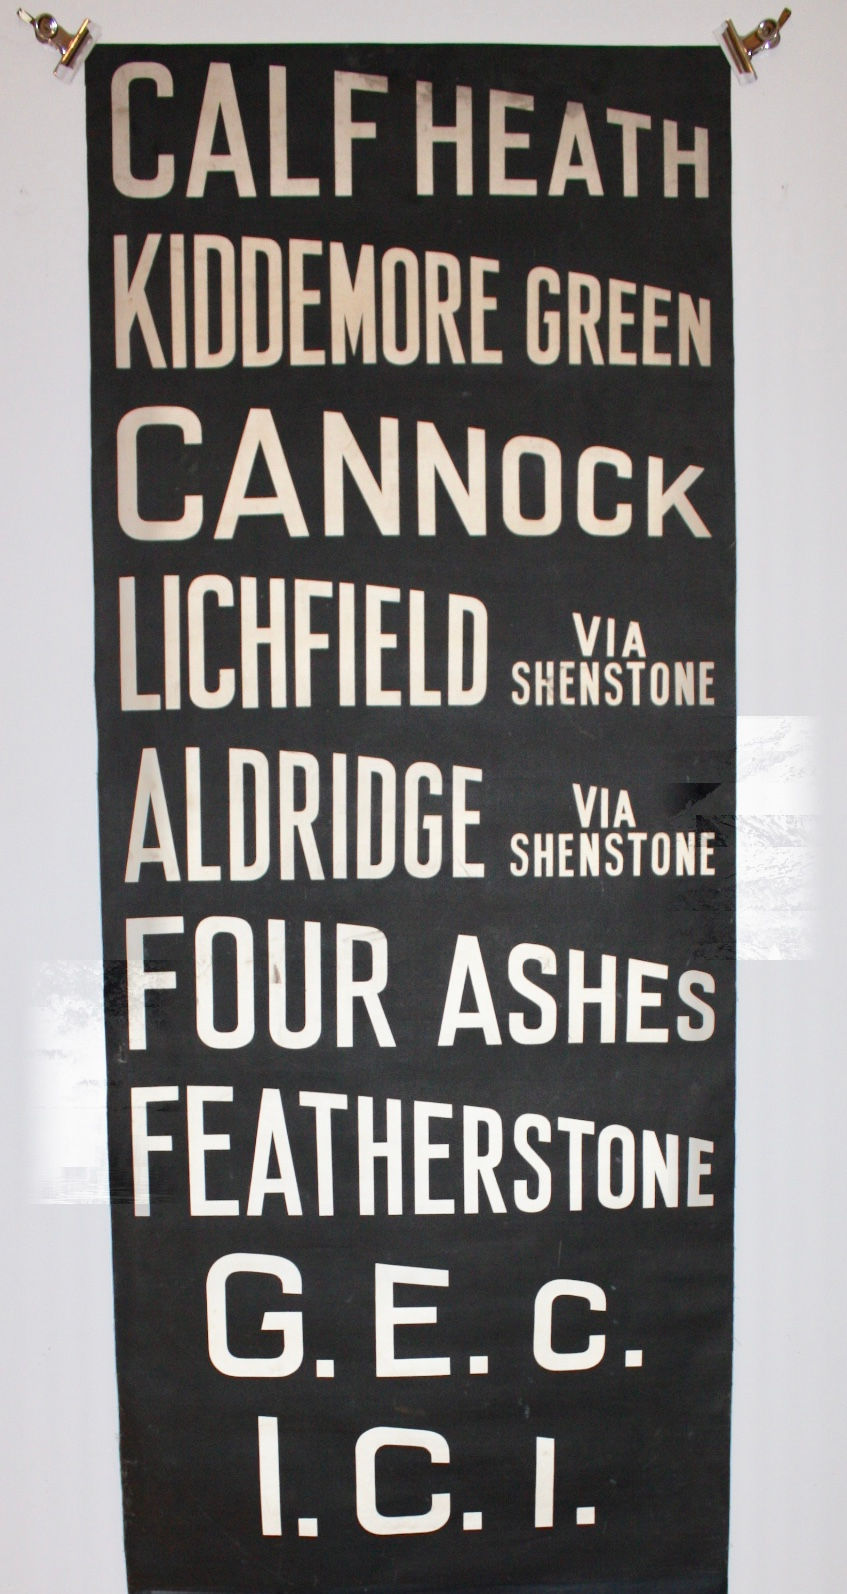 CALF HEATH
KIDDEMORE GREEN
CANNOCK
LICHFIELD VIA SHENSTONE
ALDRIDGE VIA SHENSTONE
FOUR ASHES
FEATHERSTONE
G.E.C.
I.C.I.